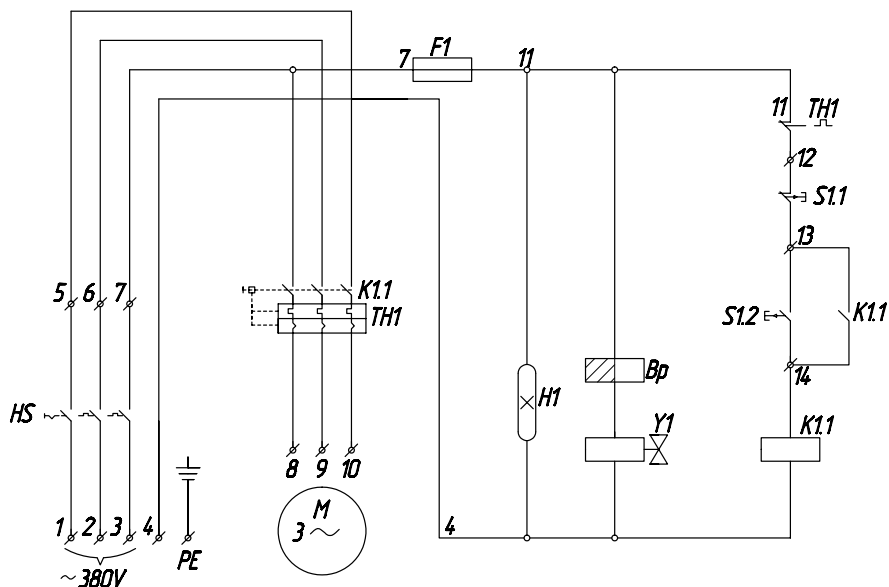 7 F1 11
11 TH1
12
S1.1
13
5 6 7
K1.1
TH1
S1.2 K1.1
14
Bp
H1
HS
Y1
K1.1
8 9 10
M
3 ~
1 2 3 4
4
PE
~ 380V